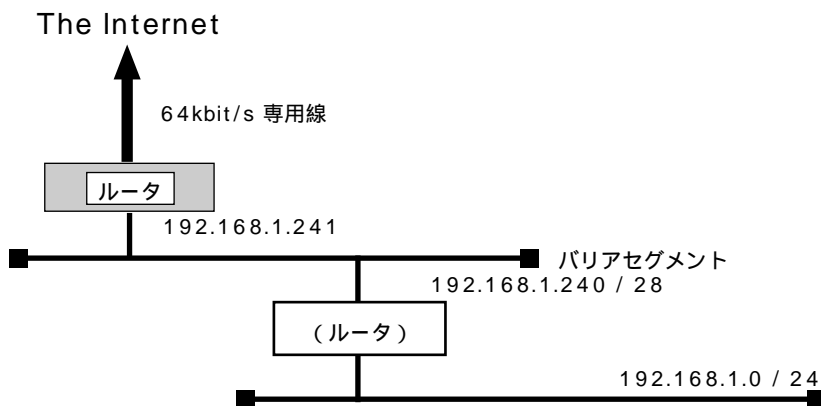 The Internet
64kbit/s 専用線
ルータ
192.168.1.241
バリアセグメント
192.168.1.240 / 28
(ルータ)
192.168.1.0 / 24